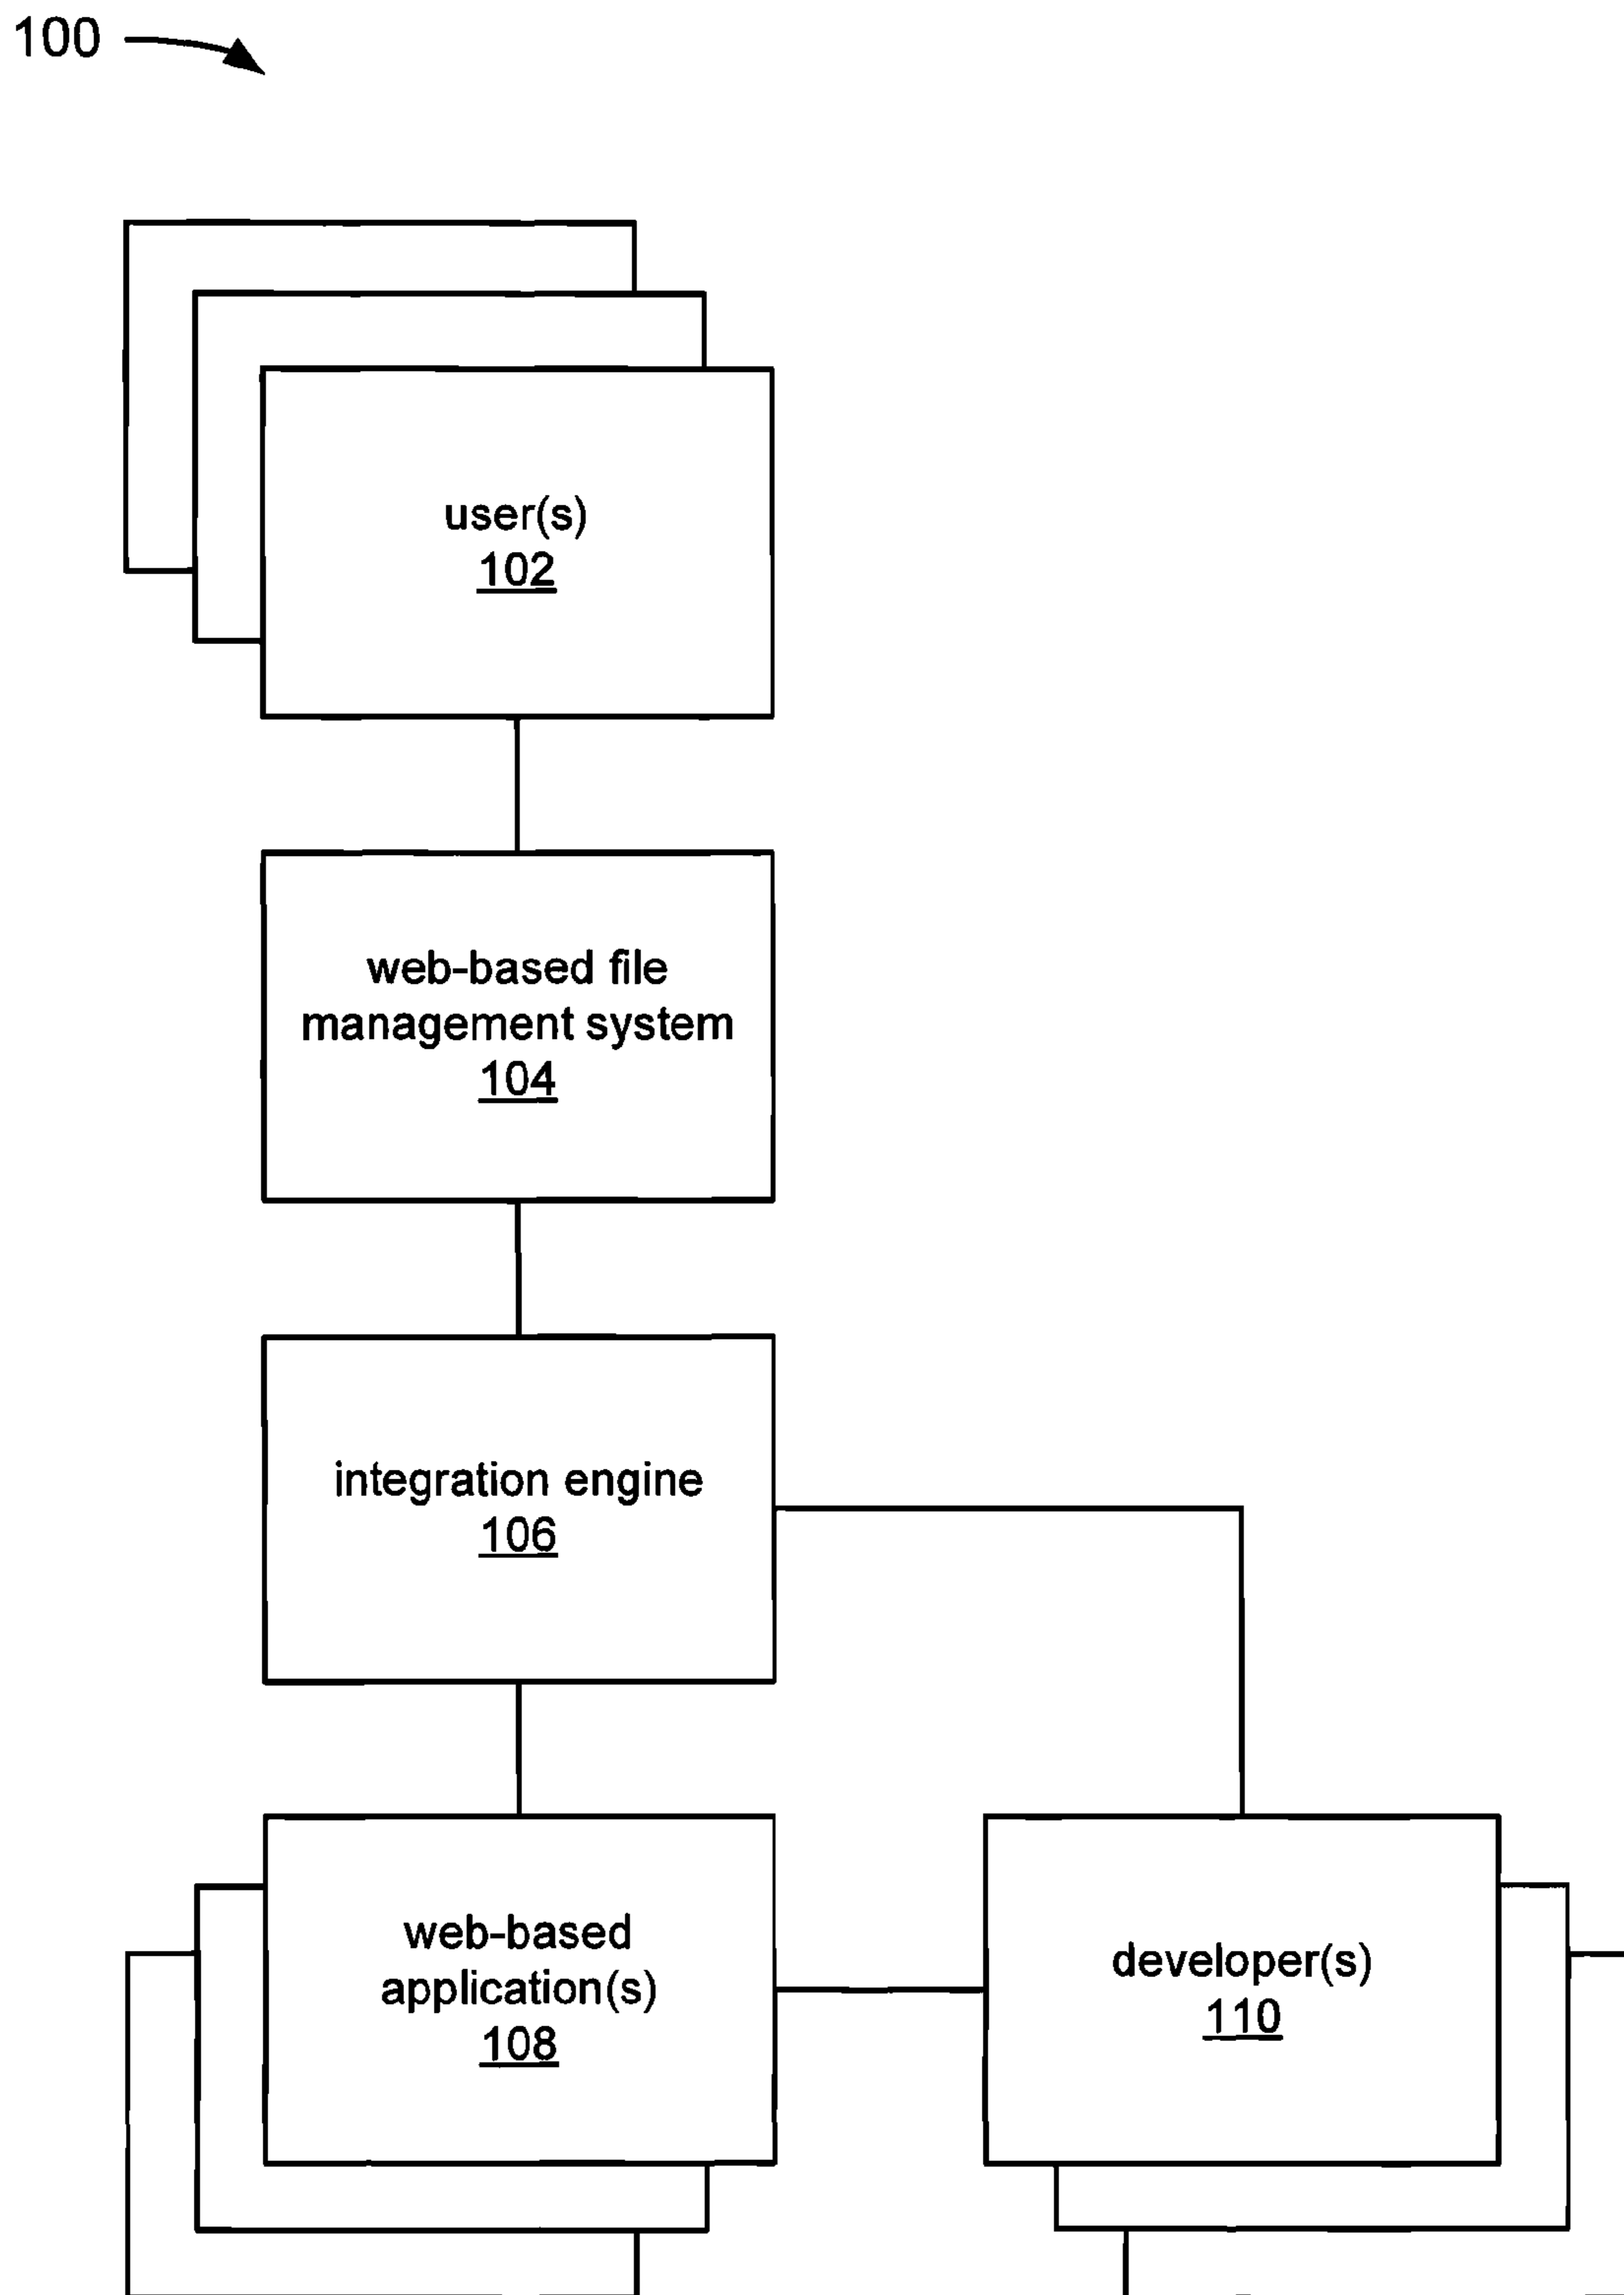 100
user(s)
102
web-based file
management system
104
integration engine
106
web-based
application(s)
108
developer(s)
110